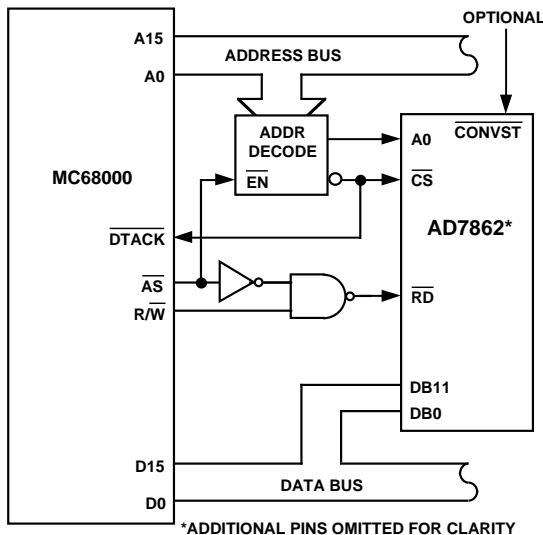 OPTIONAL
A15
ADDRESS BUS
A0
ADDR
DECODE
EN
A0
CONVST
CS
MC68000
AD7862*
DTACK
AS
R/W
RD
DB11
DB0
D15
DATA BUS
D0
*ADDITIONAL PINS OMITTED FOR CLARITY